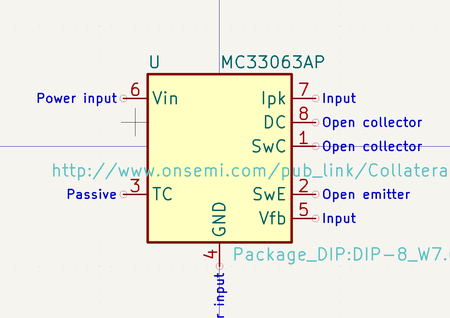 U MC33063AP
Power input 6 Vin Ipk 7 Input
DC 8 Open collector
SwC 1 Open collector
http://www.onsemi.com/pub_link/Collatera
Passive 3 TC SwE 2 Open emitter
Vfb 5 Input
GND
4
Package_DIP:DIP-8_W7.
r input